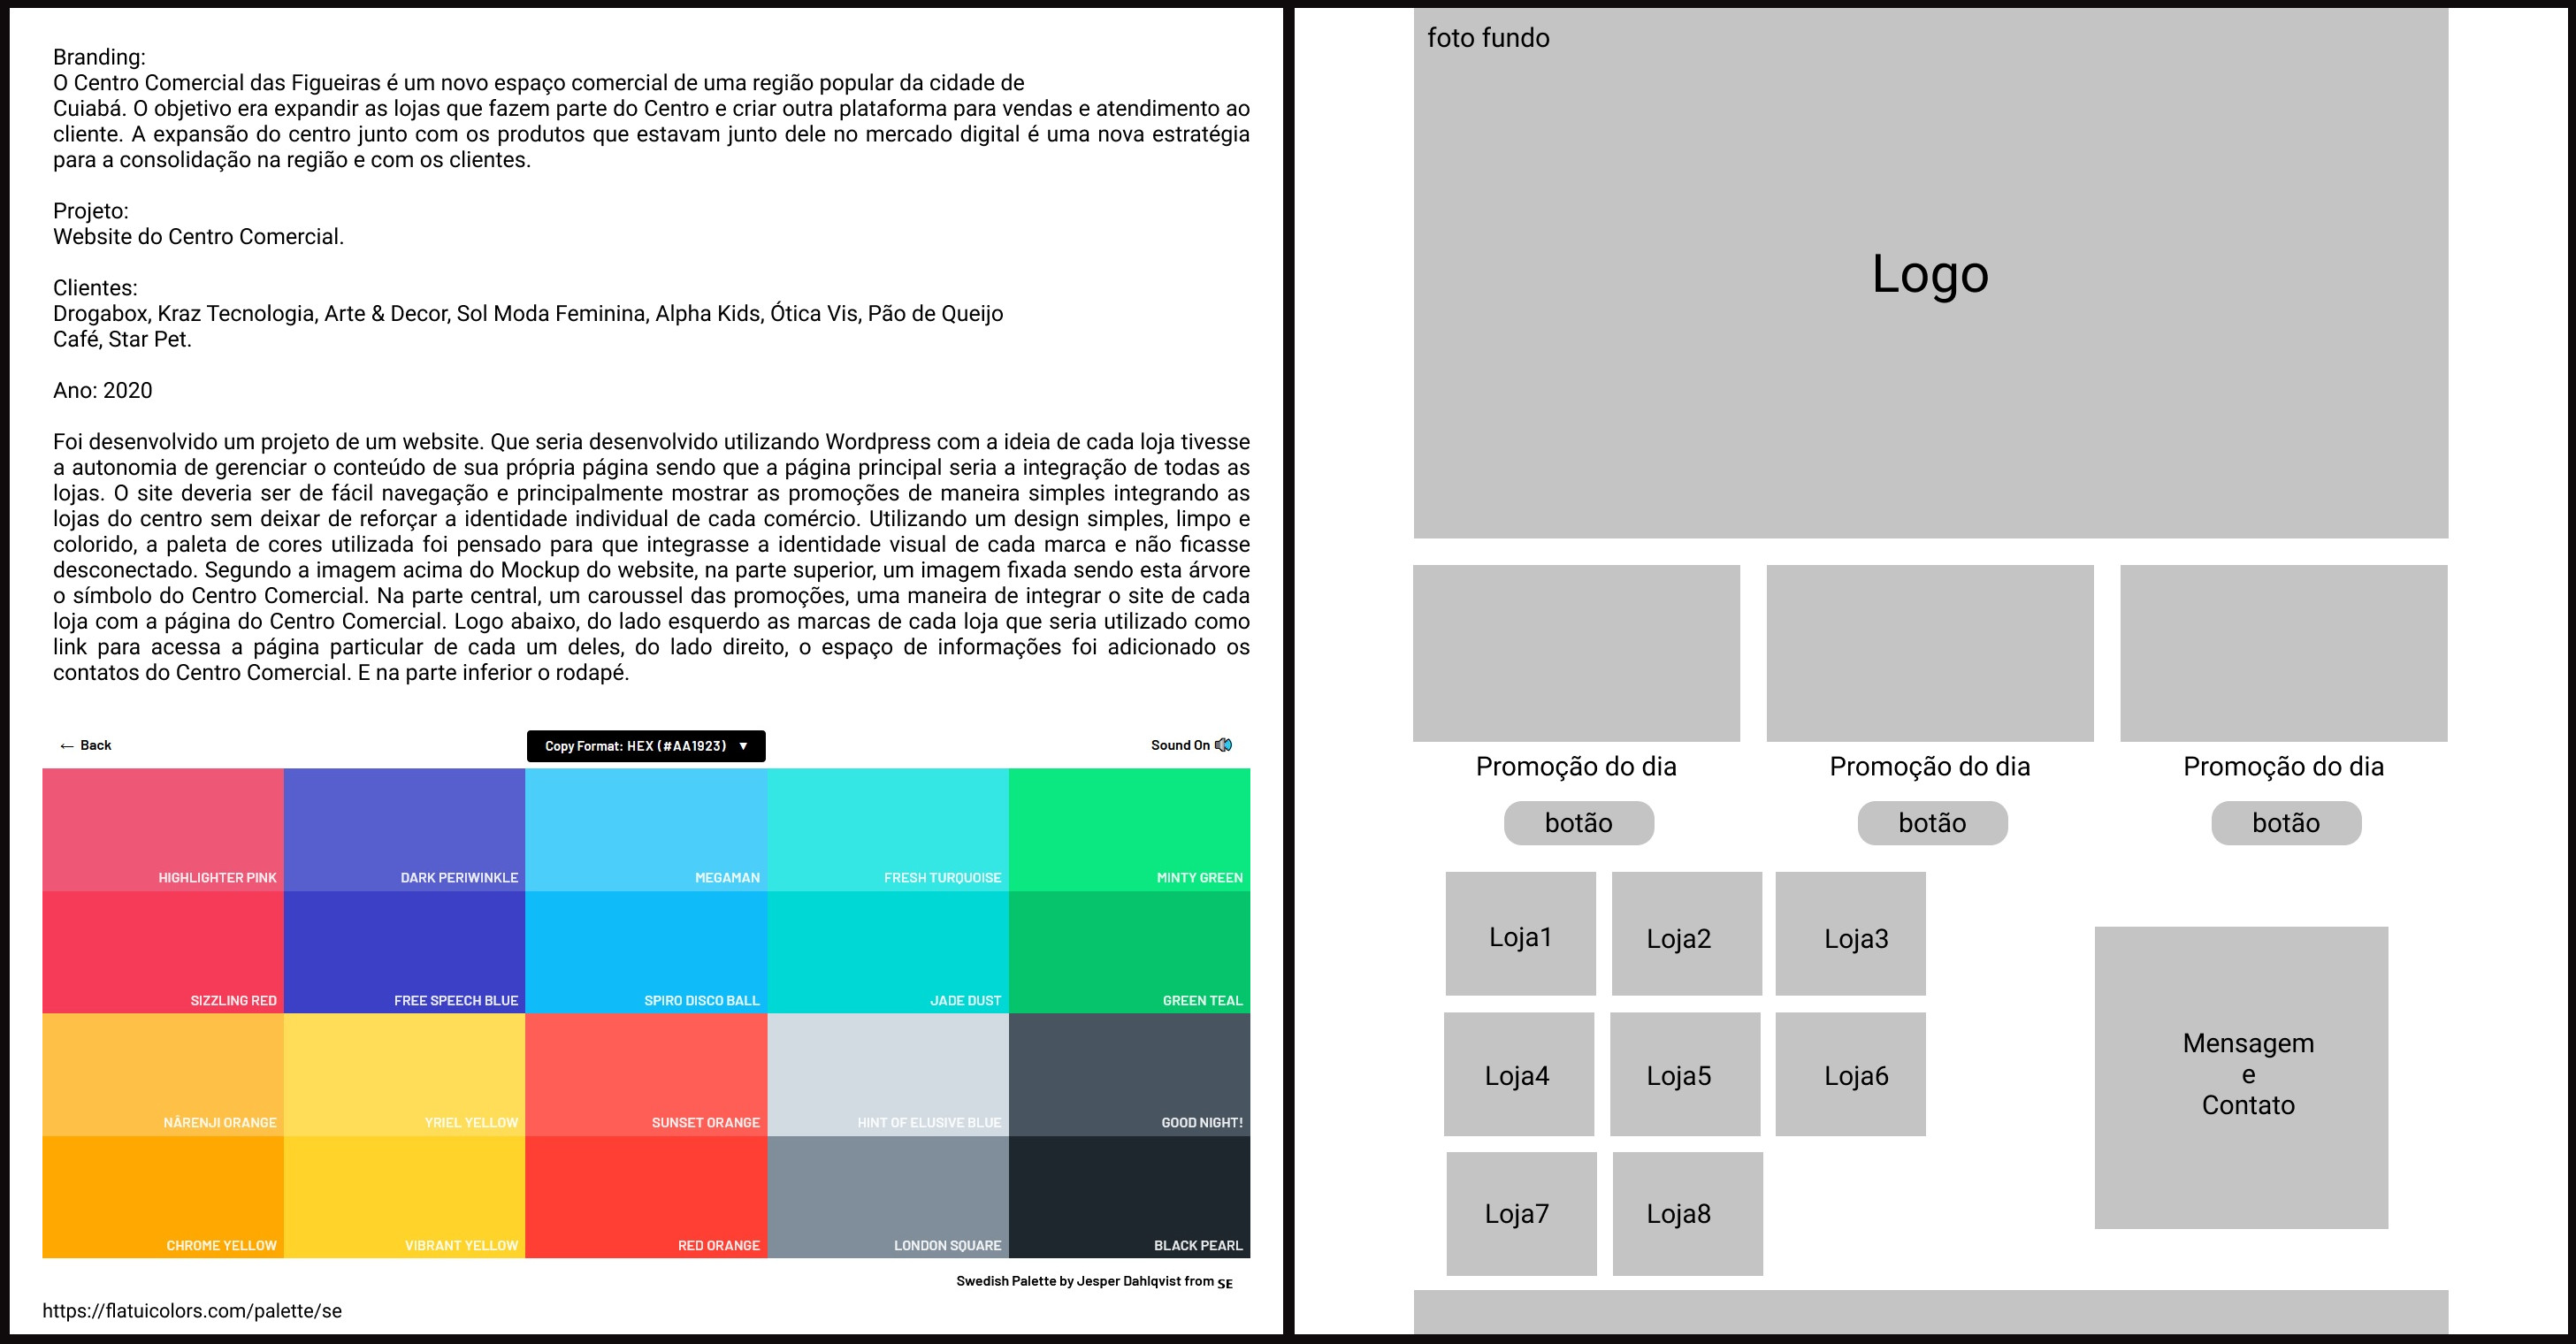 Branding:
O Centro Comercial das Figueiras é um novo espaço comercial de uma região popular da cidade de
Cuiabá. O objetivo era expandir as lojas que fazem parte do Centro e criar outra plataforma para vendas e atendimento ao
cliente. A expansão do centro junto com os produtos que estavam junto dele no mercado digital é uma nova estratégia
para a consolidação na região e com os clientes.
Projeto:
Website do Centro Comercial.
Clientes:
Drogabox, Kraz Tecnologia, Arte & Decor, Sol Moda Feminina, Alpha Kids, Ótica Vis, Pão de Queijo
Café, Star Pet.
Ano: 2020
Foi desenvolvido um projeto de um website. Que seria desenvolvido utilizando Wordpress com a ideia de cada loja tivesse
a autonomia de gerenciar o conteúdo de sua própria página sendo que a página principal seria a integração de todas as
lojas. O site deveria ser de fácil navegação e principalmente mostrar as promoções de maneira simples integrando as
lojas do centro sem deixar de reforçar a identidade individual de cada comércio. Utilizando um design simples, limpo e
colorido, a paleta de cores utilizada foi pensado para que integrasse a identidade visual de cada marca e não ficasse
desconectado. Segundo a imagem acima do Mockup do website, na parte superior, um imagem fixada sendo esta árvore
o símbolo do Centro Comercial. Na parte central, um caroussel das promoções, uma maneira de integrar o site de cada
loja com a página do Centro Comercial. Logo abaixo, do lado esquerdo as marcas de cada loja que seria utilizado como
link para acessa a página particular de cada um deles, do lado direito, o espaço de informações foi adicionado os
contatos do Centro Comercial. E na parte inferior o rodapé.
← Back
Copy Format: HEX (#AA1923) ▼
Sound On
HIGHLIGHTER PINK
DARK PERIWINKLE
MEGAMAN
FRESH TURQUOISE
MINTY GREEN
SIZZLING RED
FREE SPEECH BLUE
SPIRO DISCO BALL
JADE DUST
GREEN TEAL
NÂRENJI ORANGE
YRIEL YELLOW
SUNSET ORANGE
HINT OF ELUSIVE BLUE
GOOD NIGHT!
CHROME YELLOW
VIBRANT YELLOW
RED ORANGE
LONDON SQUARE
BLACK PEARL
Swedish Palette by Jesper Dahlqvist from SE
https://flatuicolors.com/palette/se
foto fundo
Logo
Promoção do dia
Promoção do dia
Promoção do dia
botão
botão
botão
Loja1
Loja2
Loja3
Loja4
Loja5
Loja6
Loja7
Loja8
Mensagem
e
Contato